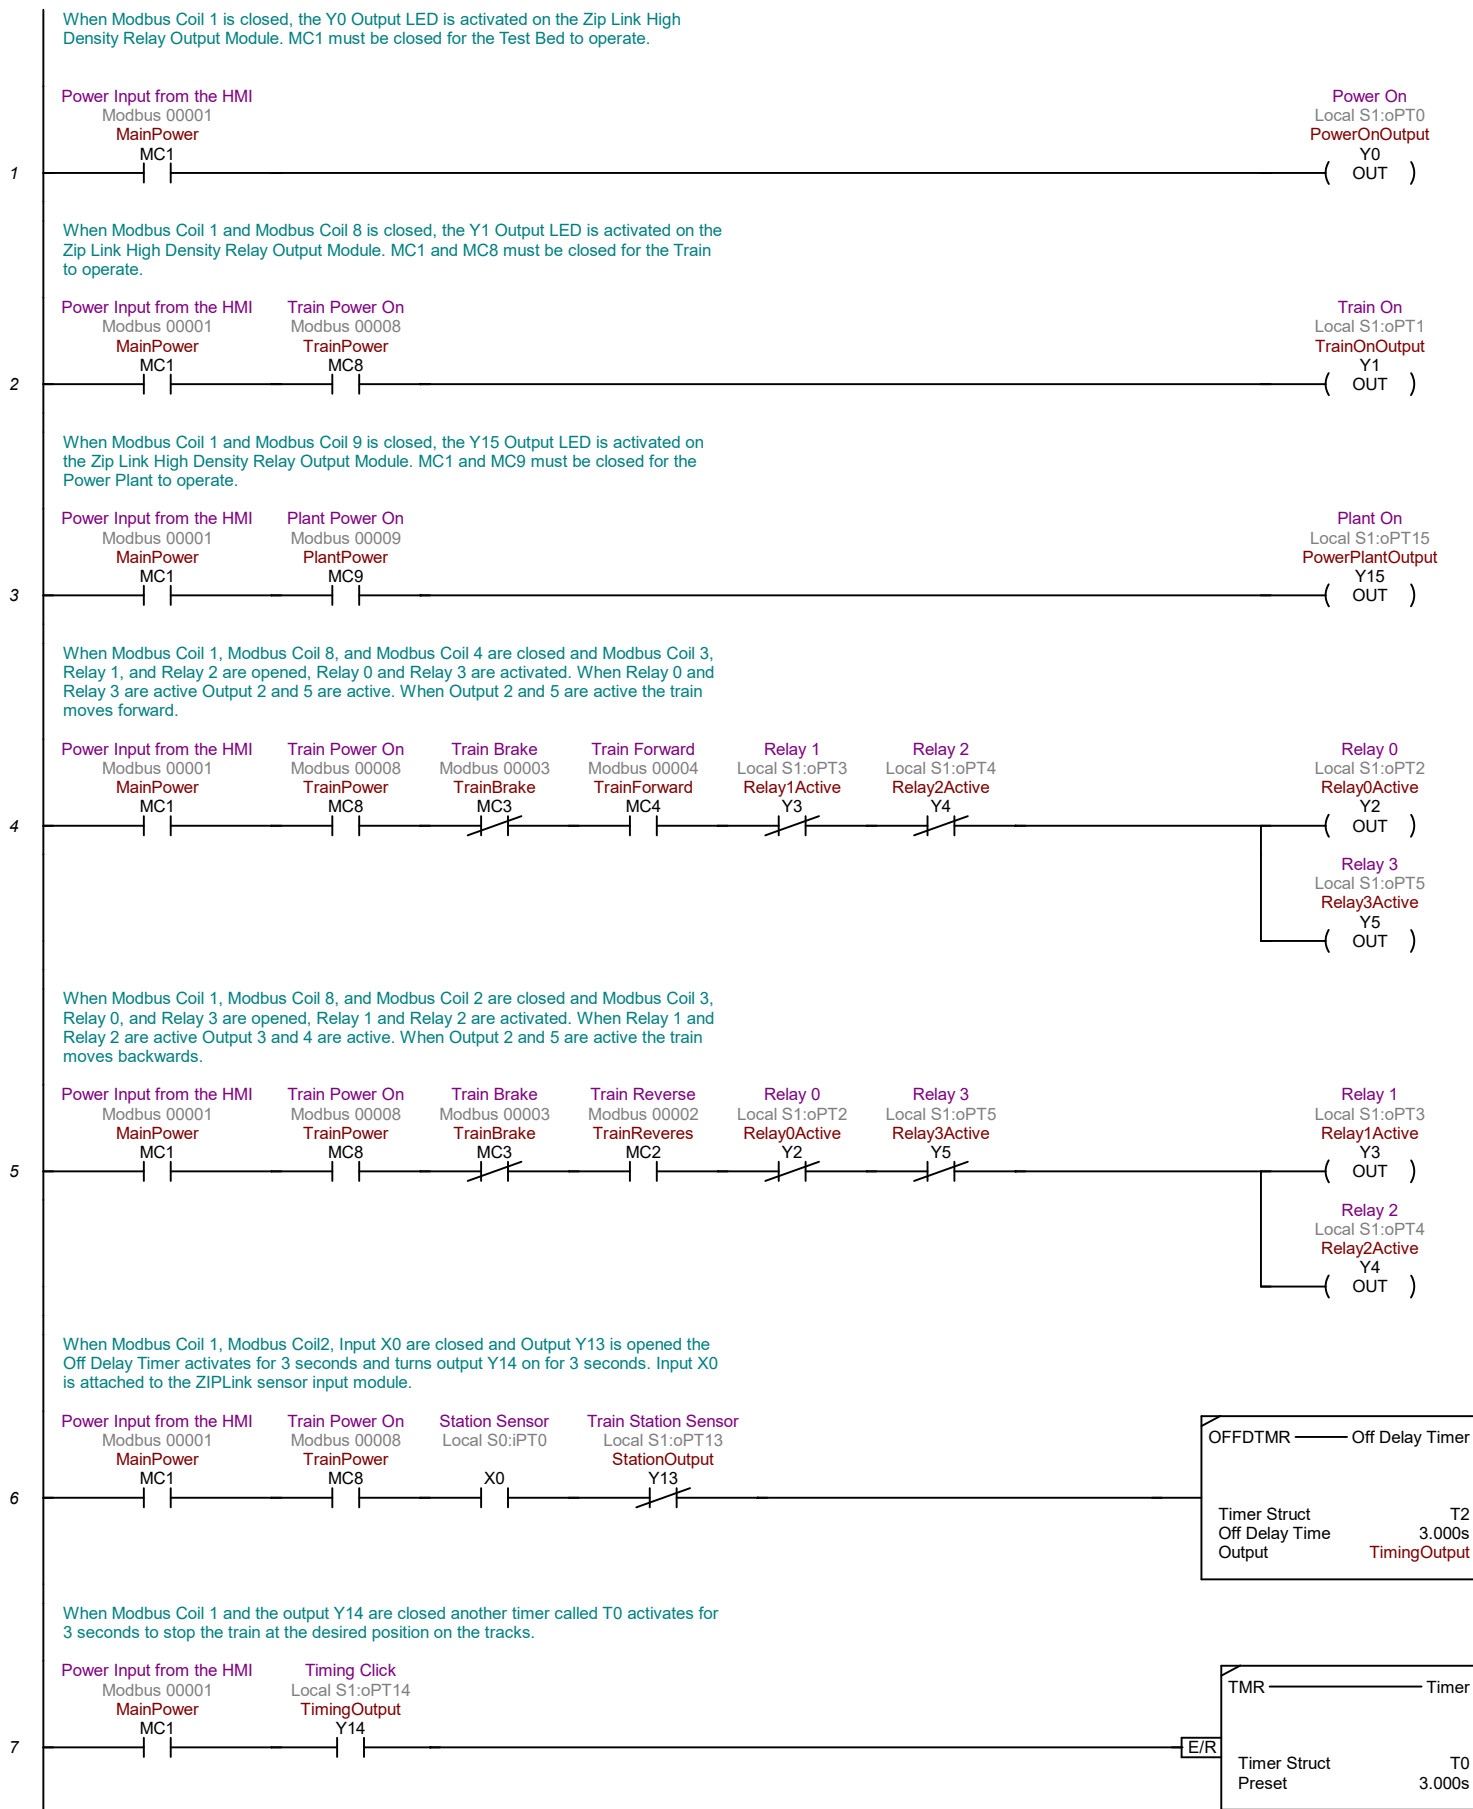 When Modbus Coil 1 is closed, the Y0 Output LED is activated on the Zip Link High
Density Relay Output Module. MC1 must be closed for the Test Bed to operate.
Power Input from the HMI Power On
Modbus 00001 Local S1:oPT0
MainPower PowerOnOutput
MC1 Y0
1 ( OUT )
When Modbus Coil 1 and Modbus Coil 8 is closed, the Y1 Output LED is activated on the
Zip Link High Density Relay Output Module. MC1 and MC8 must be closed for the Train
to operate.
Power Input from the HMI Train Power On Train On
Modbus 00001 Modbus 00008 Local S1:oPT1
MainPower TrainPower TrainOnOutput
MC1 MC8 Y1
2 ( OUT )
When Modbus Coil 1 and Modbus Coil 9 is closed, the Y15 Output LED is activated on
the Zip Link High Density Relay Output Module. MC1 and MC9 must be closed for the
Power Plant to operate.
Power Input from the HMI Plant Power On Plant On
Modbus 00001 Modbus 00009 Local S1:oPT15
MainPower PlantPower PowerPlantOutput
MC1 MC9 Y15
3 ( OUT )
When Modbus Coil 1, Modbus Coil 8, and Modbus Coil 4 are closed and Modbus Coil 3,
Relay 1, and Relay 2 are opened, Relay 0 and Relay 3 are activated. When Relay 0 and
Relay 3 are active Output 2 and 5 are active. When Output 2 and 5 are active the train
moves forward.
Power Input from the HMI Train Power On Train Brake Train Forward Relay 1 Relay 2 Relay 0
Modbus 00001 Modbus 00008 Modbus 00003 Modbus 00004 Local S1:oPT3 Local S1:oPT4 Local S1:oPT2
MainPower TrainPower TrainBrake TrainForward Relay1Active Relay2Active Relay0Active
MC1 MC8 MC3 MC4 Y3 Y4 Y2
4 ( OUT )
Relay 3
Local S1:oPT5
Relay3Active
Y5
( OUT )
When Modbus Coil 1, Modbus Coil 8, and Modbus Coil 2 are closed and Modbus Coil 3,
Relay 0, and Relay 3 are opened, Relay 1 and Relay 2 are activated. When Relay 1 and
Relay 2 are active Output 3 and 4 are active. When Output 2 and 5 are active the train
moves backwards.
Power Input from the HMI Train Power On Train Brake Train Reverse Relay 0 Relay 3 Relay 1
Modbus 00001 Modbus 00008 Modbus 00003 Modbus 00002 Local S1:oPT2 Local S1:oPT5 Local S1:oPT3
MainPower TrainPower TrainBrake TrainReveres Relay0Active Relay3Active Relay1Active
MC1 MC8 MC3 MC2 Y2 Y5 Y3
5 ( OUT )
Relay 2
Local S1:oPT4
Relay2Active
Y4
( OUT )
When Modbus Coil 1, Modbus Coil2, Input X0 are closed and Output Y13 is opened the
Off Delay Timer activates for 3 seconds and turns output Y14 on for 3 seconds. Input X0
is attached to the ZIPLink sensor input module.
Power Input from the HMI Train Power On Station Sensor Train Station Sensor
Modbus 00001 Modbus 00008 Local S0:iPT0 Local S1:oPT13
MainPower TrainPower StationOutput
MC1 MC8 X0 Y13
6
OFFDTMR Off Delay Timer
Timer Struct T2
Off Delay Time 3.000s
Output TimingOutput
When Modbus Coil 1 and the output Y14 are closed another timer called T0 activates for
3 seconds to stop the train at the desired position on the tracks.
Power Input from the HMI Timing Click
Modbus 00001 Local S1:oPT14
MainPower TimingOutput
MC1 Y14
7 E/R
TMR Timer
Timer Struct T0
Preset 3.000s